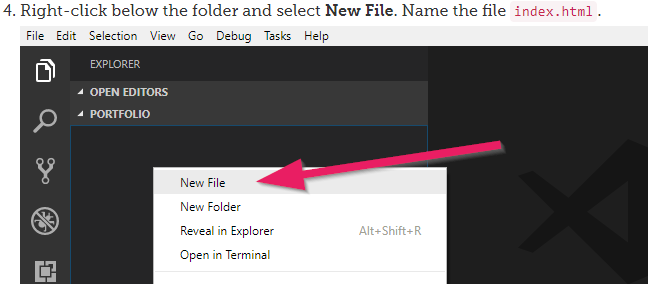 4. Right-click below the folder and select New File. Name the file index.html.
File Edit Selection View Go Debug Tasks Help
EXPLORER
OPEN EDITORS
PORTFOLIO
New File
New Folder
Reveal in Explorer Alt+Shift+R
Open in Terminal